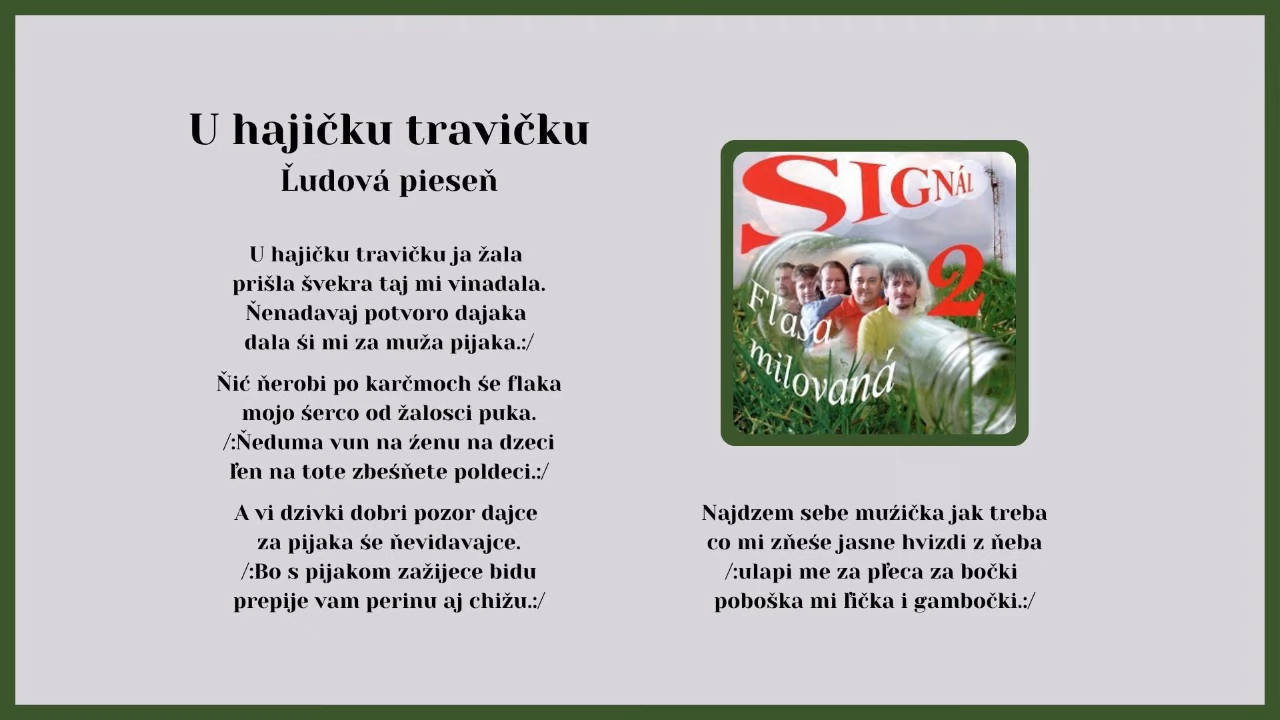 U hajičku travičku
Ľudová pieseň
U hajičku travičku ja žala
prišla švekra taj mi vinadala.
Ňenadavaj potvoro dajaka
dala śi mi za muža pijaka.:/
Ňić ňerobi po karčmoch śe flaka
mojo śerco od žalosci puka.
/:Ňeduma vun na źenu na dzeci
ľen na tote zbeśňete poldeci.:/
A vi dzivki dobri pozor dajce
za pijaka śe ňevidavajce.
/:Bo s pijakom zažijece bidu
prepije vam perinu aj chižu.:/
SIGNÁL
2
Fľaša
milovaná
Najdzem sebe muźička jak treba
co mi zňeśe jasne hvizdi z ňeba
/:ulapi me za pľeca za bočki
poboška mi ľička i gambočki.:/